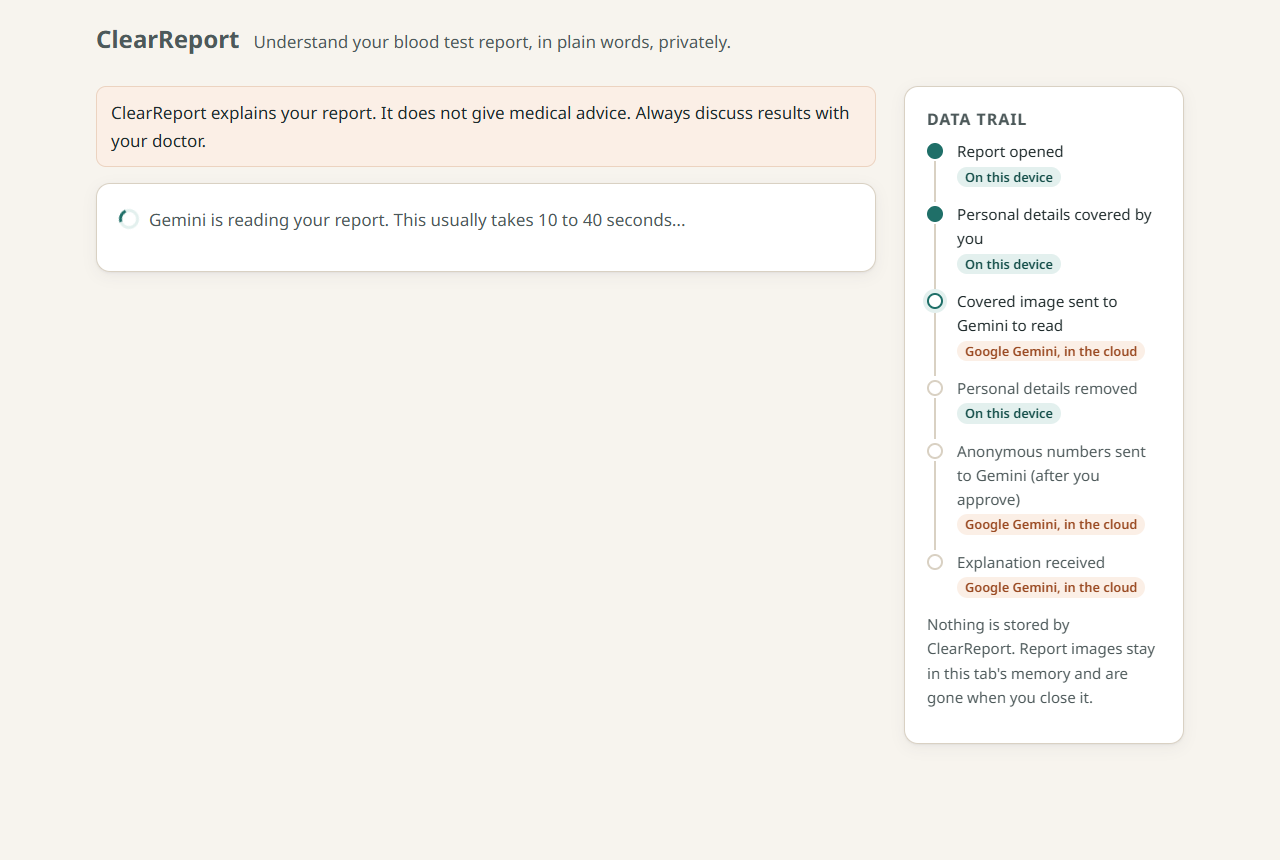 ClearReport Understand your blood test report, in plain words, privately.
ClearReport explains your report. It does not give medical advice. Always discuss results with
your doctor.
Gemini is reading your report. This usually takes 10 to 40 seconds...
DATA TRAIL
Report opened
On this device
Personal details covered by
you
On this device
Covered image sent to
Gemini to read
Google Gemini, in the cloud
Personal details removed
On this device
Anonymous numbers sent
to Gemini (after you
approve)
Google Gemini, in the cloud
Explanation received
Google Gemini, in the cloud
Nothing is stored by
ClearReport. Report images stay
in this tab's memory and are
gone when you close it.